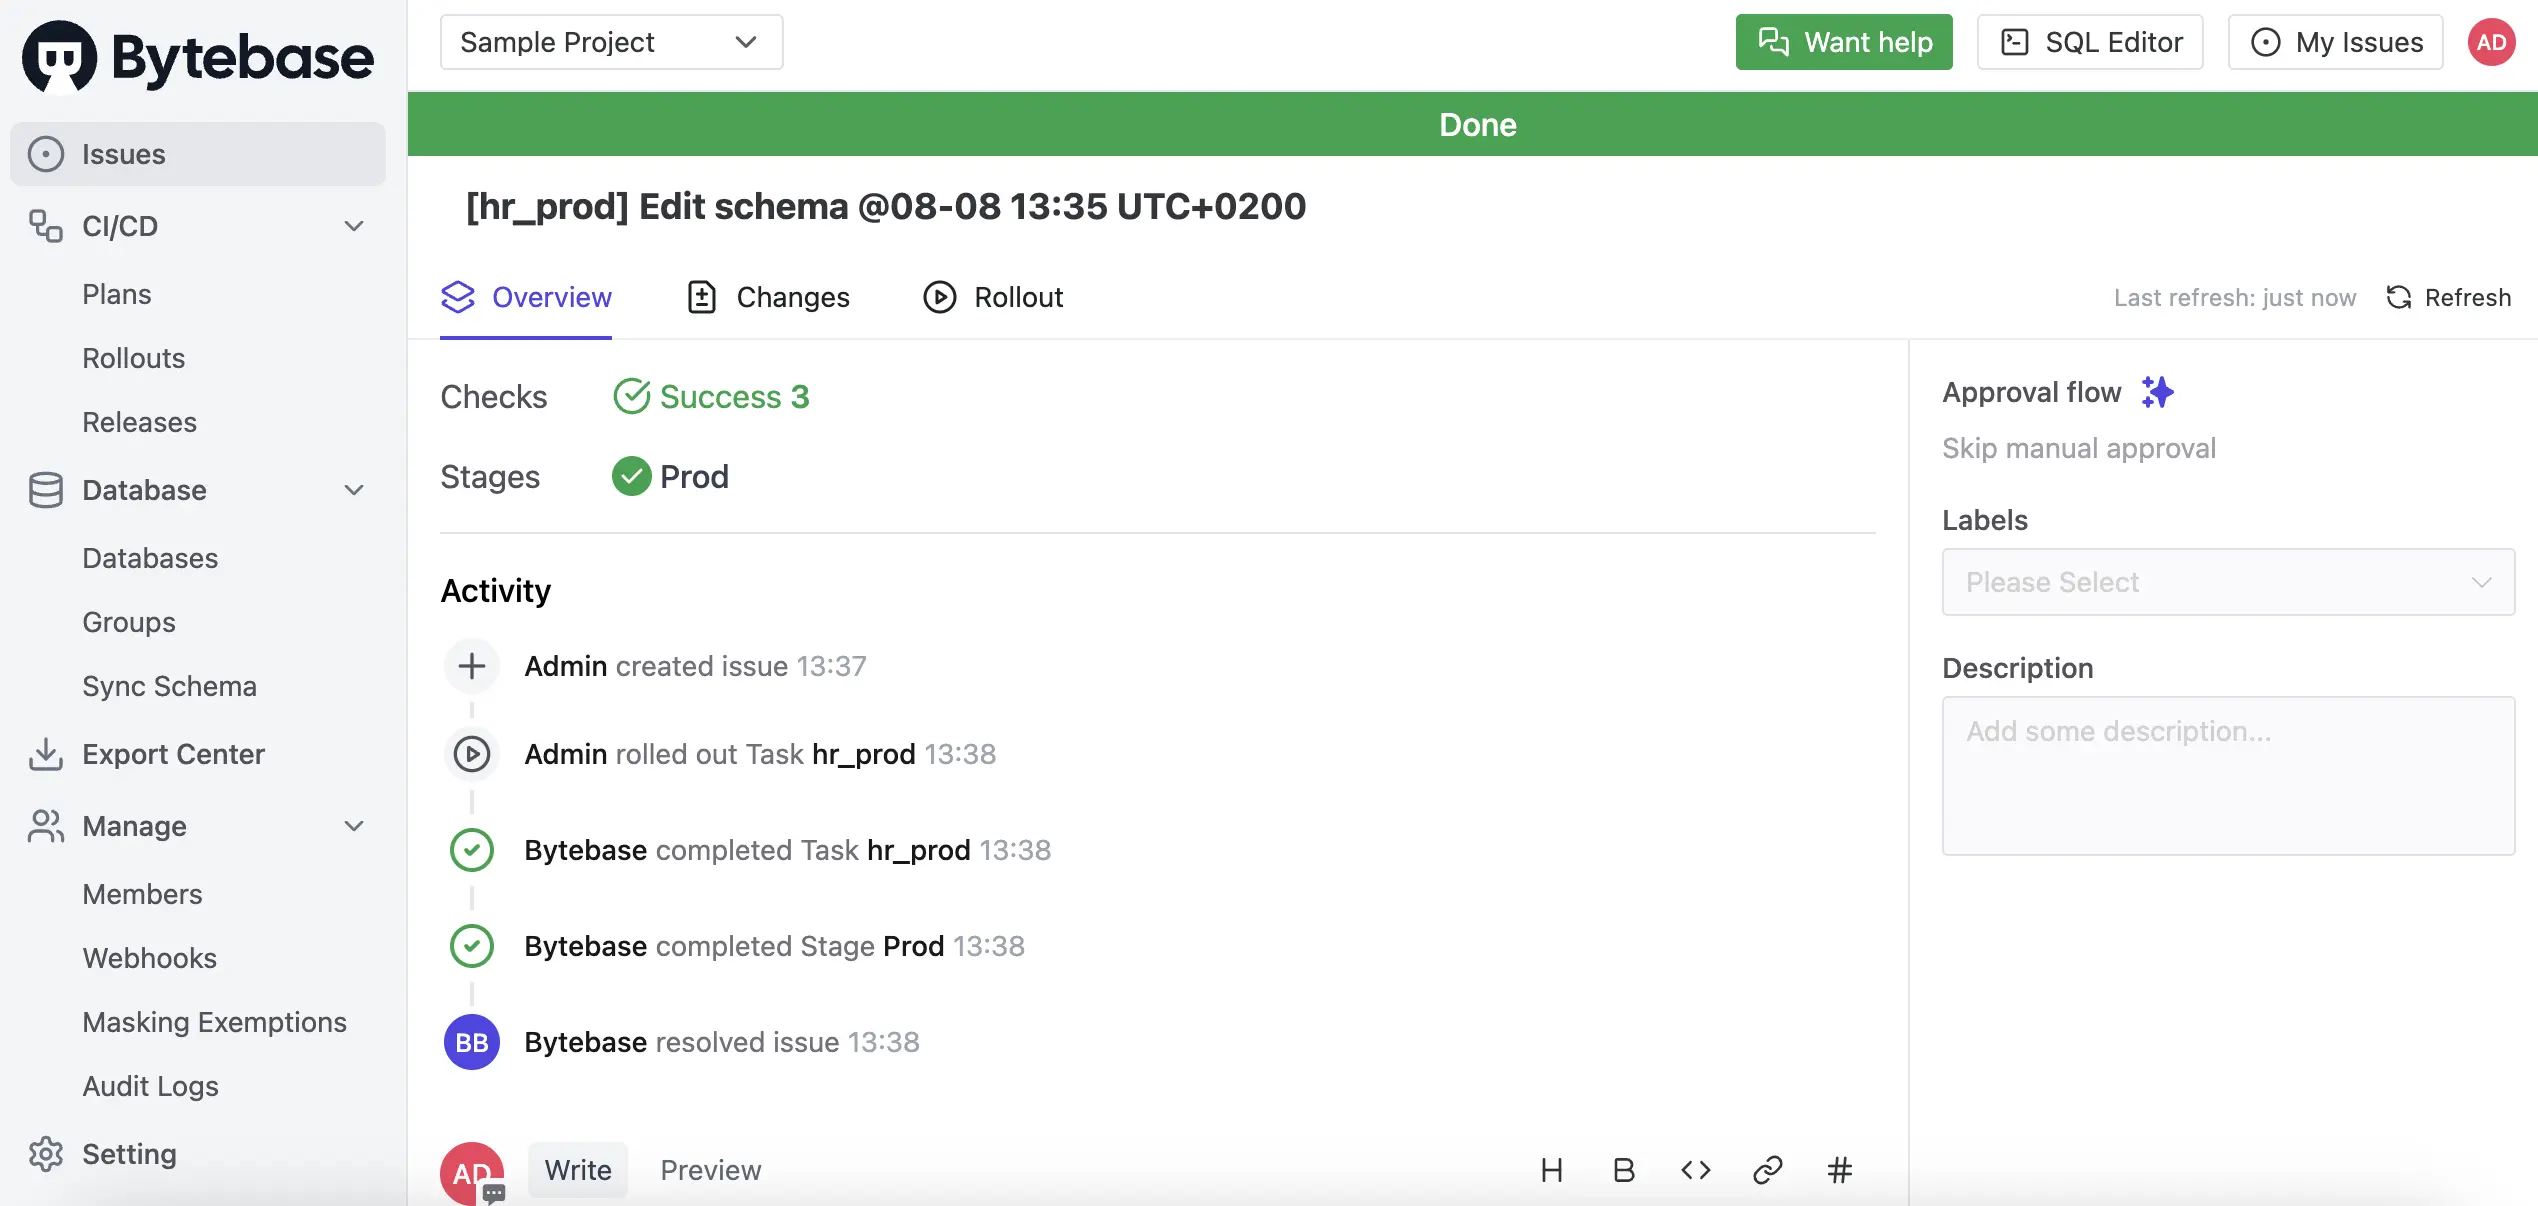 Bytebase
Issues
CI/CD
Plans
Rollouts
Releases
Database
Databases
Groups
Sync Schema
Export Center
Manage
Members
Webhooks
Masking Exemptions
Audit Logs
Setting
Sample Project
Want help
SQL Editor
My Issues
AD
Done
[hr_prod] Edit schema @08-08 13:35 UTC+0200
Overview
Changes
Rollout
Last refresh: just now
Refresh
Checks
Success 3
Stages
Prod
Activity
Admin created issue 13:37
Admin rolled out Task hr_prod 13:38
Bytebase completed Task hr_prod 13:38
Bytebase completed Stage Prod 13:38
BB
Bytebase resolved issue 13:38
AD
Write
Preview
H
B
<>
#
Approval flow
Skip manual approval
Labels
Please Select
Description
Add some description...